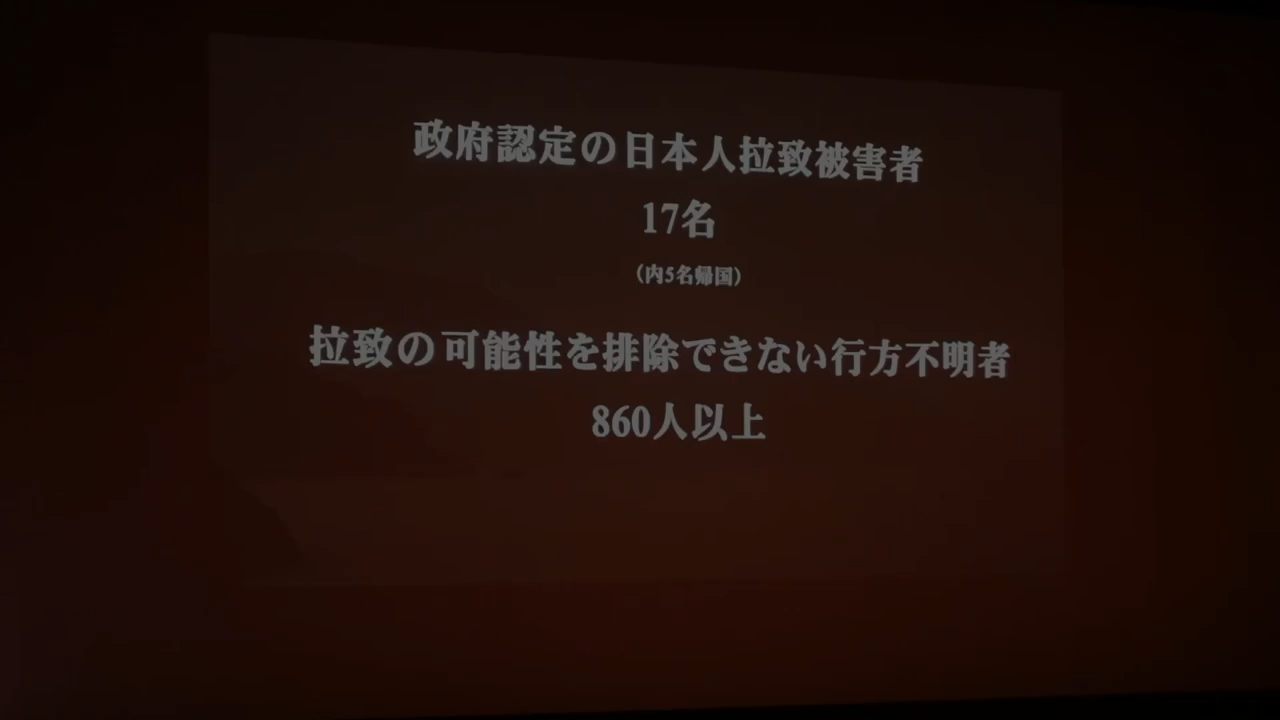 政府認定の日本人拉致被害者
17名
（内5名帰国）
拉致の可能性を排除できない行方不明者
860人以上